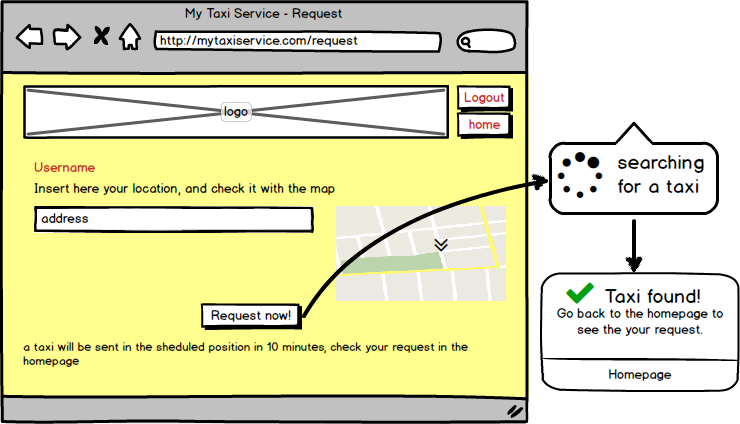 My Taxi Service - Request
http://mytaxiservice.com/request
logo
Logout
home
Username
Insert here your location, and check it with the map
address
Request now!
a taxi will be sent in the sheduled position in 10 minutes, check your request in the
homepage
searching
for a taxi
Taxi found!
Go back to the homepage to
see the your request.
Homepage